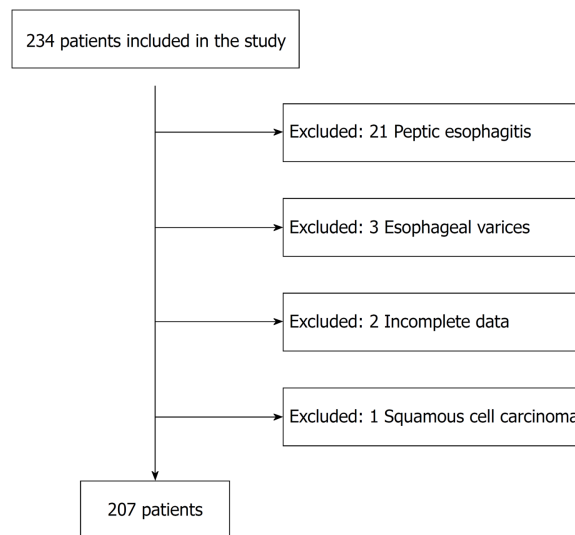 234 patients included in the study
Excluded: 21 Peptic esophagitis
Excluded: 3 Esophageal varices
Excluded: 2 Incomplete data
Excluded: 1 Squamous cell carcinoma
207 patients